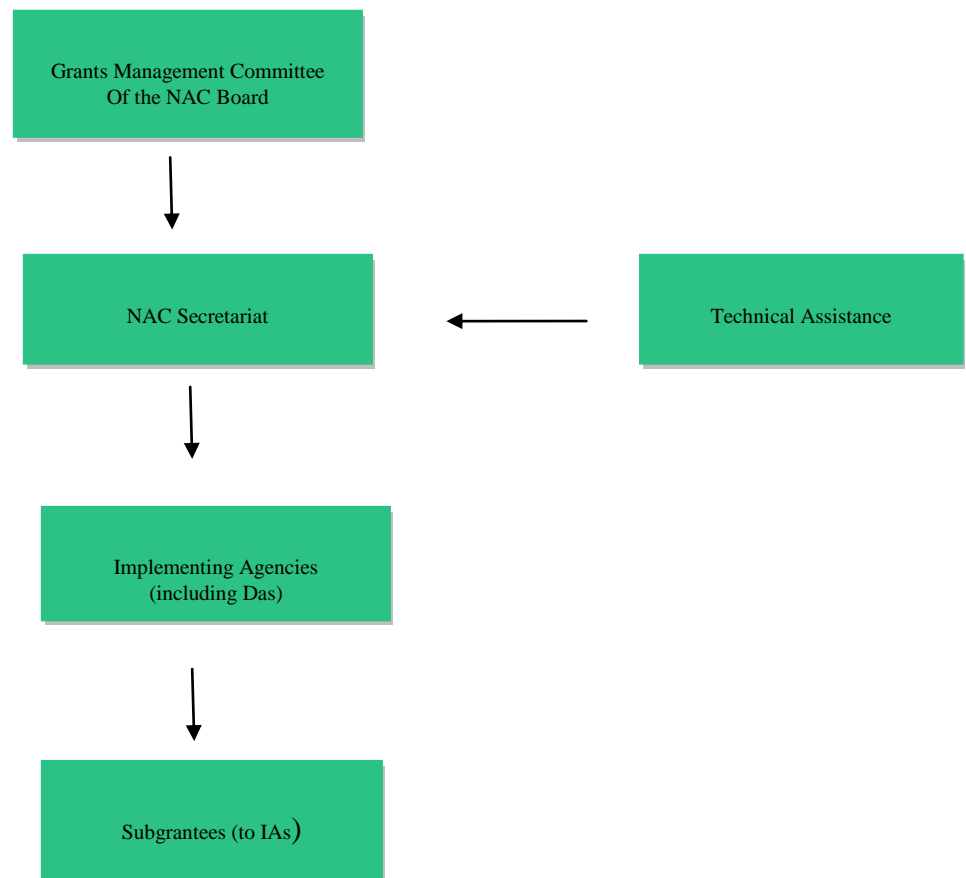 Grants Management Committee
Of the NAC Board
NAC Secretariat
Technical Assistance
Implementing Agencies
(including Das)
Subgrantees (to IAs)